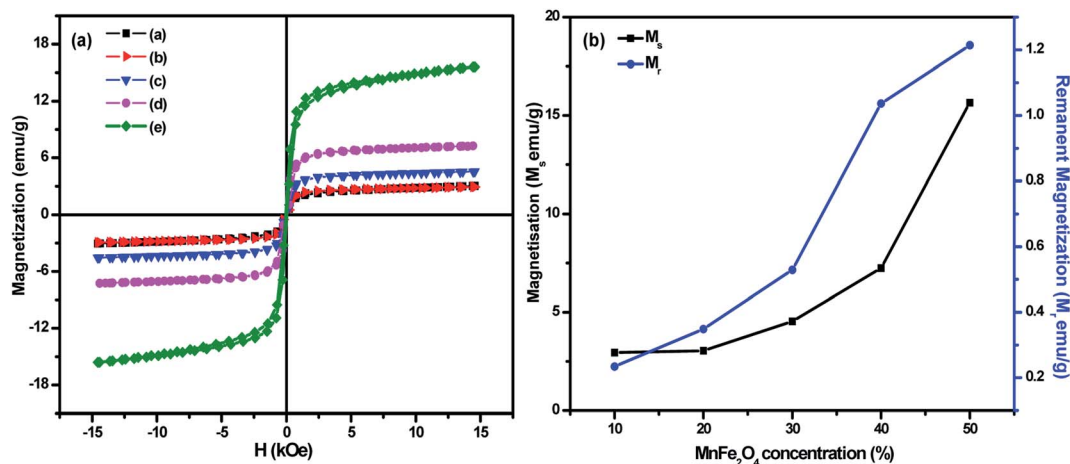 (a)
(a)
(b)
(c)
(d)
(e)
18
12
6
0
-6
-12
-18
-15
-10
-5
0
5
10
15
Magnetization (emu/g)
H (kOe)
(b)
Mₛ
Mᵣ
20
15
10
5
0
10
20
30
40
50
1.2
1.0
0.8
0.6
0.4
0.2
Magnetisation (Mₛemu/g)
MnFe₂O₄ concentration (%)
Remanent Magnetization (Mᵣ emu/g)